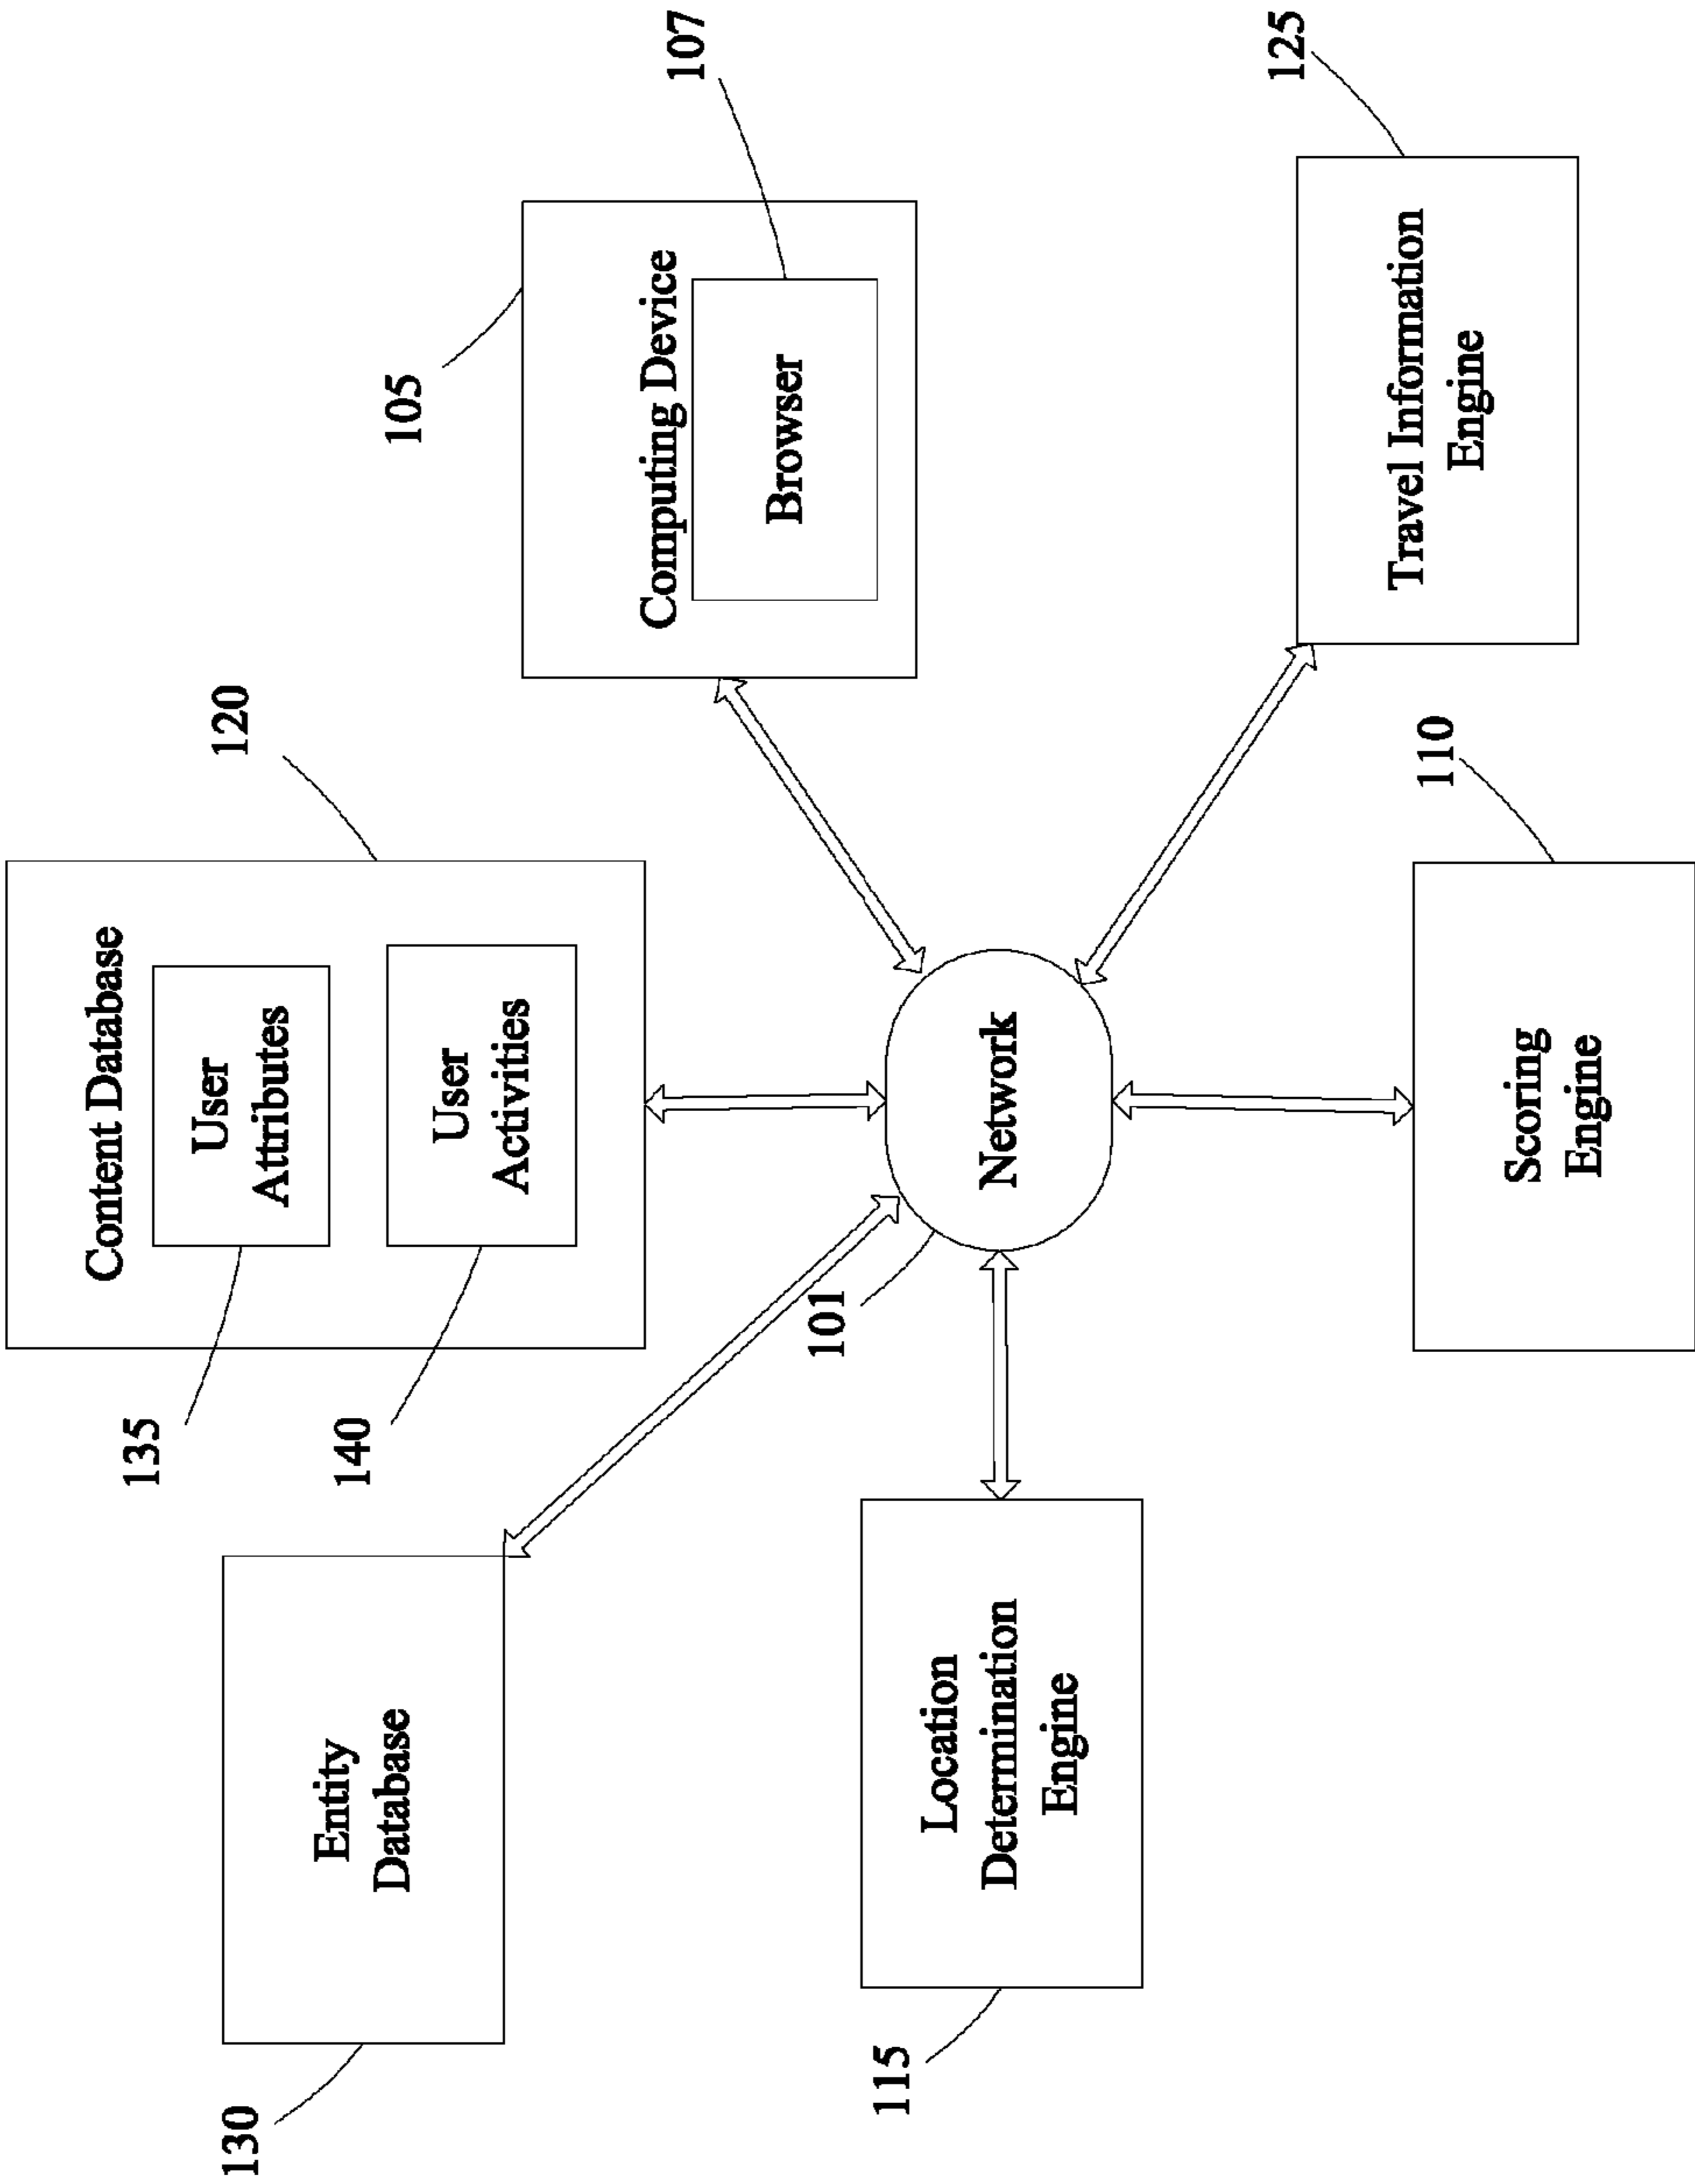 130
Entity
Database
135
140
Content Database
User
Attributes
User
Activities
120
105
Computing Device
Browser
107
101
Network
115
Location
Determination
Engine
Scoring
Engine
110
Travel Information
Engine
125